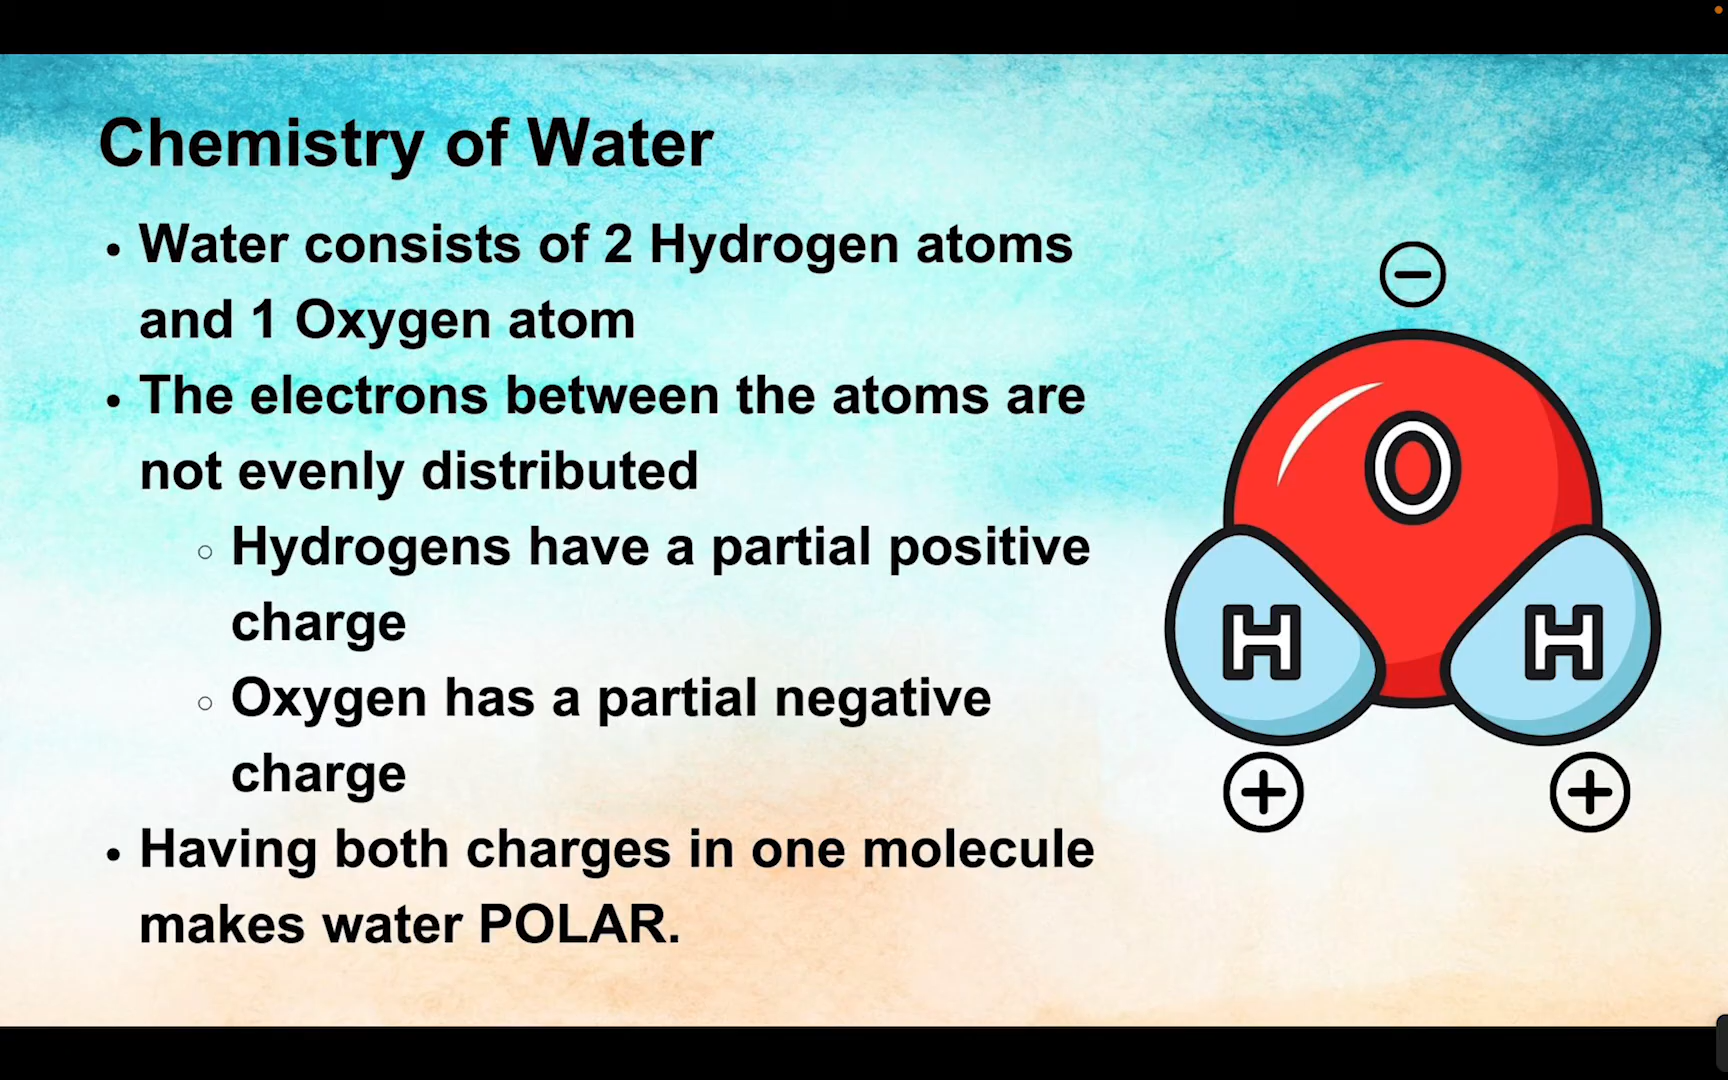 Chemistry of Water
• Water consists of 2 Hydrogen atoms
and 1 Oxygen atom
• The electrons between the atoms are
not evenly distributed
○ Hydrogens have a partial positive
charge
○ Oxygen has a partial negative
charge
• Having both charges in one molecule
makes water POLAR.
−
O
H H
+ +